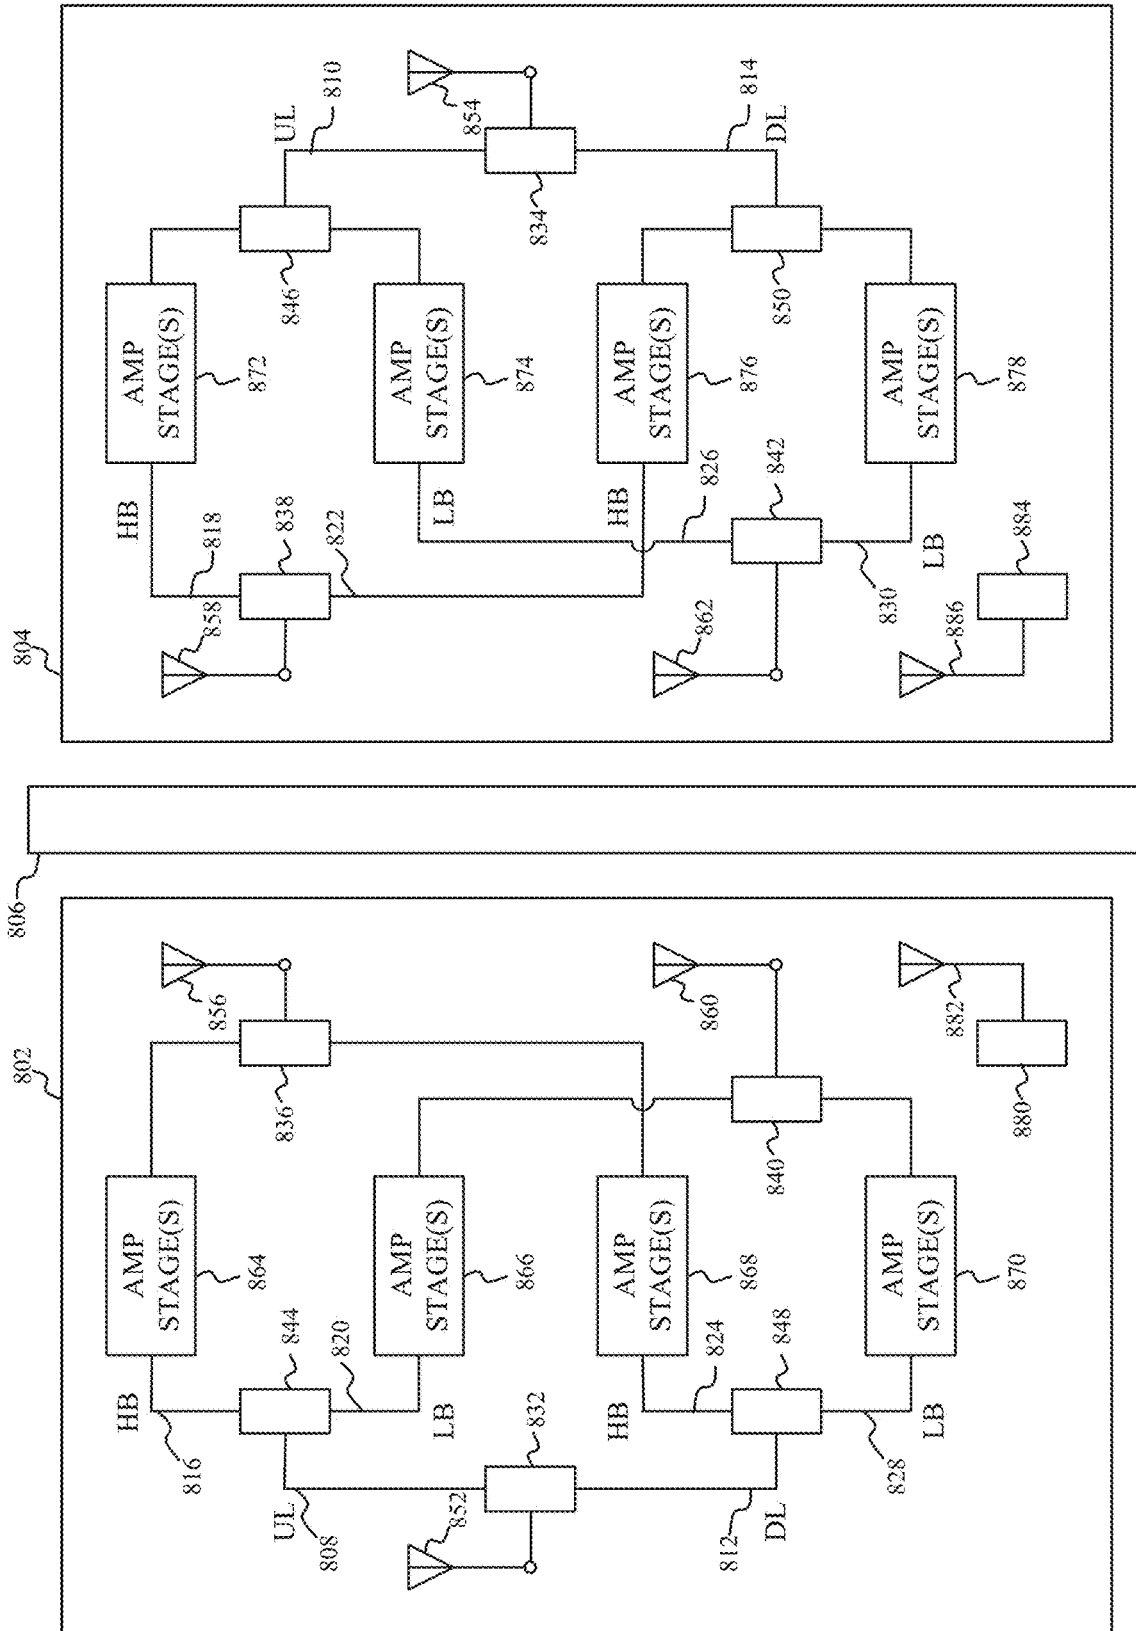 806
802
804
HB
AMP
STAGE(S)
HB
AMP
STAGE(S)
816
856
858
818
864
872
UL
844
836
838
846
UL
808
820
822
810
LB
AMP
STAGE(S)
LB
AMP
STAGE(S)
852
854
866
874
832
834
HB
AMP
STAGE(S)
HB
AMP
STAGE(S)
824
860
862
826
812
868
876
814
DL
848
840
842
850
DL
828
830
AMP
STAGE(S)
AMP
STAGE(S)
LB
LB
882
886
870
880
884
878